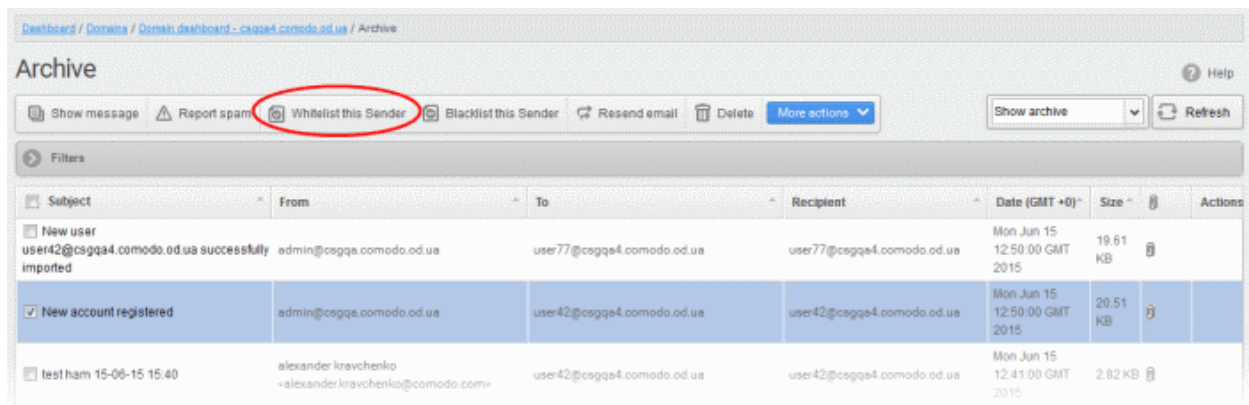 Dashboard / Domains / Domain dashboard - csgqa4.comodo.od.ua / Archive
Archive
Help
Show message Report spam Whitelist this Sender Blacklist this Sender Resend email Delete More actions Show archive Refresh
Filters
Subject From To Recipient Date (GMT +0) Size Actions
New user
user42@csgqa4.comodo.od.ua successfully
imported
admin@csgqa.comodo.od.ua
user77@csgqa4.comodo.od.ua
user77@csgqa4.comodo.od.ua
Mon Jun 15
12:50:00 GMT
2015
19.61
KB
New account registered
admin@csgqa.comodo.od.ua
user42@csgqa4.comodo.od.ua
user42@csgqa4.comodo.od.ua
Mon Jun 15
12:50:00 GMT
2015
20.51
KB
test ham 15-06-15 15:40
alexander kravchenko
<alexander.kravchenko@comodo.com>
user42@csgqa4.comodo.od.ua
user42@csgqa4.comodo.od.ua
Mon Jun 15
12:41:00 GMT
2015
2.82 KB